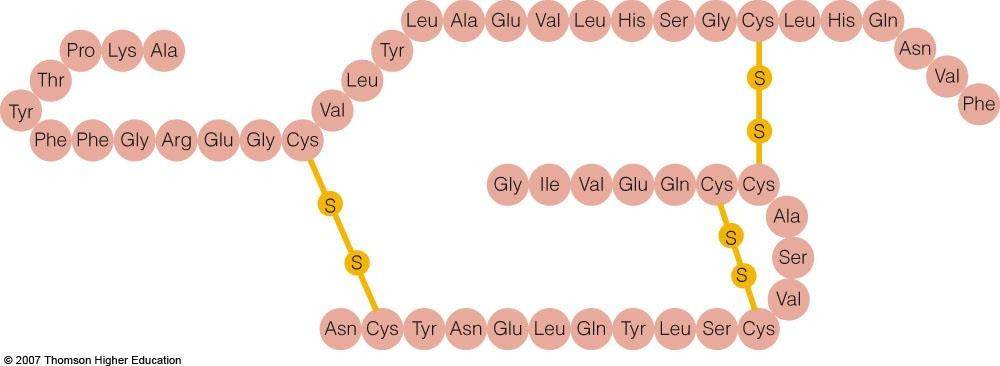 Leu Ala Glu Val Leu His Ser Gly Cys Leu His Gln
Pro Lys Ala
Tyr
Asn
Thr
Leu
S
Val
Tyr
Val
Phe
Phe Phe Gly Arg Glu Gly Cys
S
Gly Ile Val Glu Gln Cys Cys
S
Ala
S
Ser
S
S
Val
Asn Cys Tyr Asn Glu Leu Gln Tyr Leu Ser Cys
© 2007 Thomson Higher Education